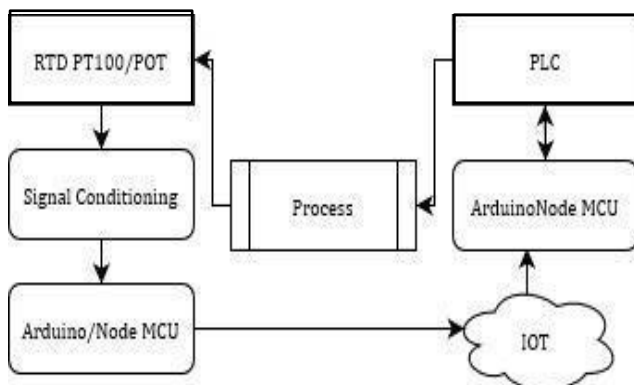 RTD PT100/POT
PLC
Signal Conditioning
Process
ArduinoNode MCU
Arduino/Node MCU
IOT